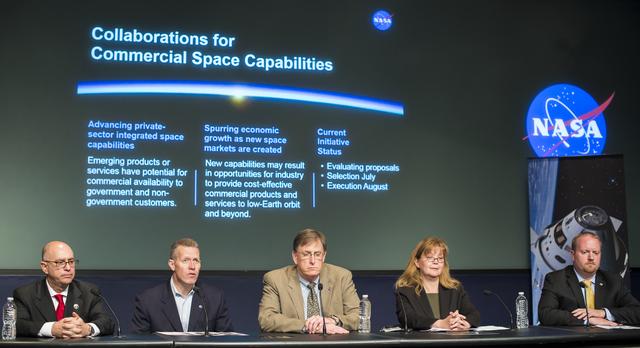 NASA
Collaborations for
Commercial Space Capabilities
Advancing private-
sector integrated space
capabilities
Emerging products or
services have potential for
commercial availability to
government and non-
government customers.
Spurring economic
growth as new space
markets are created
New capabilities may result
in opportunities for industry
to provide cost-effective
commercial products and
services to low-Earth orbit
and beyond.
Current
Initiative
Status
• Evaluating proposals
• Selection July
• Execution August
NASA